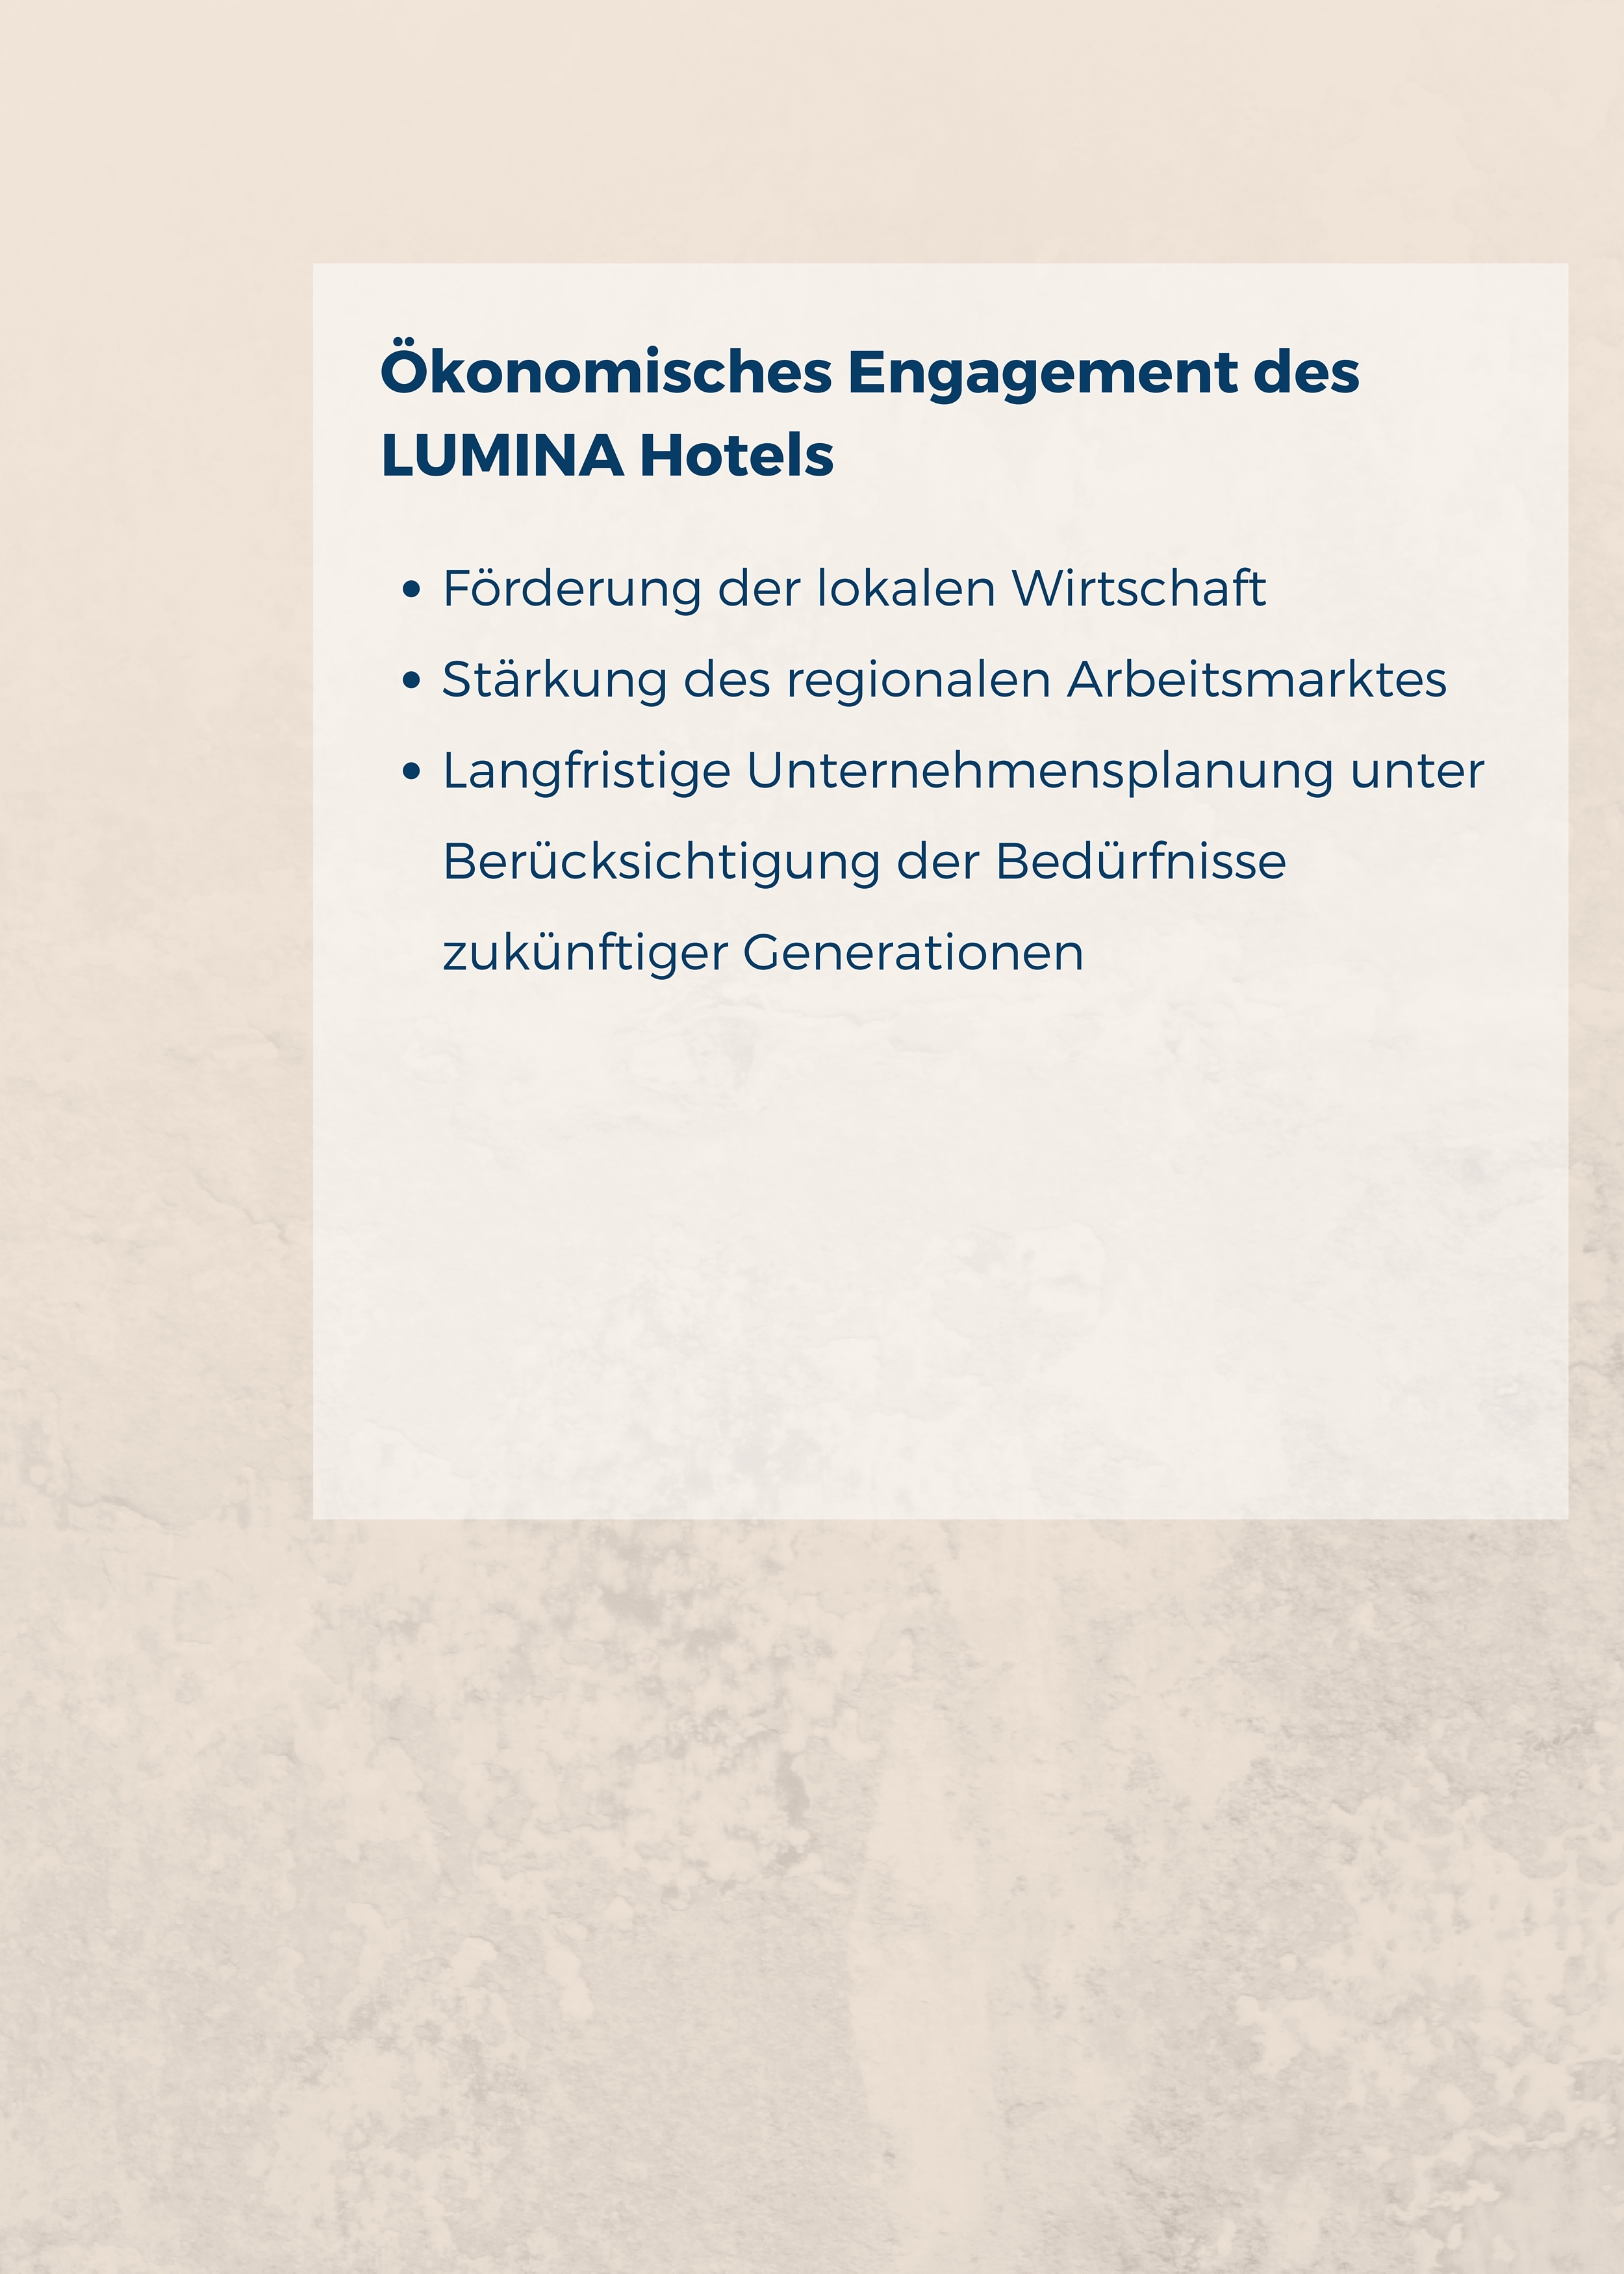 Ökonomisches Engagement des
LUMINA Hotels
• Förderung der lokalen Wirtschaft
• Stärkung des regionalen Arbeitsmarktes
• Langfristige Unternehmensplanung unter
Berücksichtigung der Bedürfnisse
zukünftiger Generationen